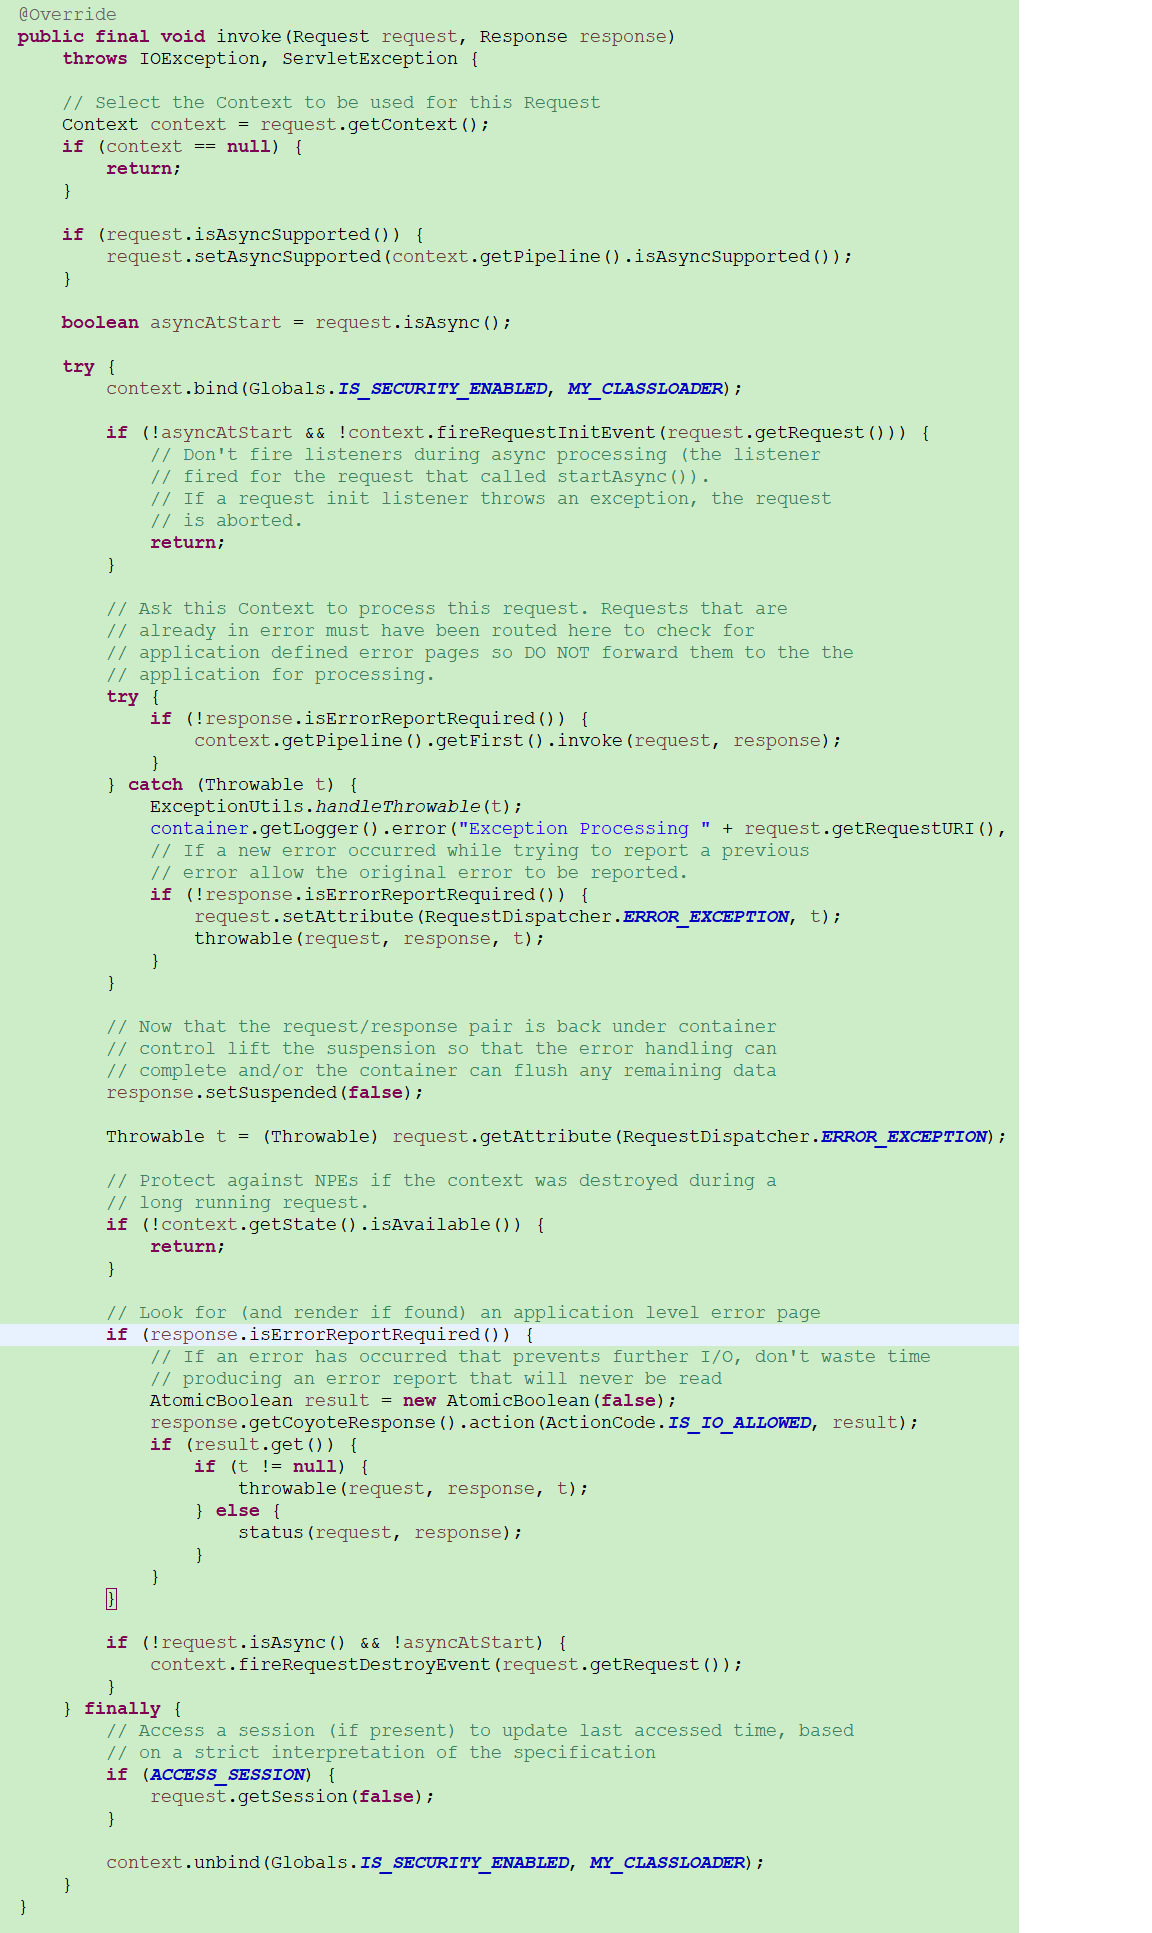 @Override
public final void invoke(Request request, Response response)
    throws IOException, ServletException {

    // Select the Context to be used for this Request
    Context context = request.getContext();
    if (context == null) {
        return;
    }

    if (request.isAsyncSupported()) {
        request.setAsyncSupported(context.getPipeline().isAsyncSupported());
    }

    boolean asyncAtStart = request.isAsync();

    try {
        context.bind(Globals.IS_SECURITY_ENABLED, MY_CLASSLOADER);

        if (!asyncAtStart && !context.fireRequestInitEvent(request.getRequest())) {
            // Don't fire listeners during async processing (the listener
            // fired for the request that called startAsync()).
            // If a request init listener throws an exception, the request
            // is aborted.
            return;
        }

        // Ask this Context to process this request. Requests that are
        // already in error must have been routed here to check for
        // application defined error pages so DO NOT forward them to the the
        // application for processing.
        try {
            if (!response.isErrorReportRequired()) {
                context.getPipeline().getFirst().invoke(request, response);
            }
        } catch (Throwable t) {
            ExceptionUtils.handleThrowable(t);
            container.getLogger().error("Exception Processing " + request.getRequestURI(),
            // If a new error occurred while trying to report a previous
            // error allow the original error to be reported.
            if (!response.isErrorReportRequired()) {
                request.setAttribute(RequestDispatcher.ERROR_EXCEPTION, t);
                throwable(request, response, t);
            }
        }

        // Now that the request/response pair is back under container
        // control lift the suspension so that the error handling can
        // complete and/or the container can flush any remaining data
        response.setSuspended(false);

        Throwable t = (Throwable) request.getAttribute(RequestDispatcher.ERROR_EXCEPTION);

        // Protect against NPEs if the context was destroyed during a
        // long running request.
        if (!context.getState().isAvailable()) {
            return;
        }

        // Look for (and render if found) an application level error page
        if (response.isErrorReportRequired()) {
            // If an error has occurred that prevents further I/O, don't waste time
            // producing an error report that will never be read
            AtomicBoolean result = new AtomicBoolean(false);
            response.getCoyoteResponse().action(ActionCode.IS_IO_ALLOWED, result);
            if (result.get()) {
                if (t != null) {
                    throwable(request, response, t);
                } else {
                    status(request, response);
                }
            }
        }

        if (!request.isAsync() && !asyncAtStart) {
            context.fireRequestDestroyEvent(request.getRequest());
        }
    } finally {
        // Access a session (if present) to update last accessed time, based
        // on a strict interpretation of the specification
        if (ACCESS_SESSION) {
            request.getSession(false);
        }

        context.unbind(Globals.IS_SECURITY_ENABLED, MY_CLASSLOADER);
    }
}